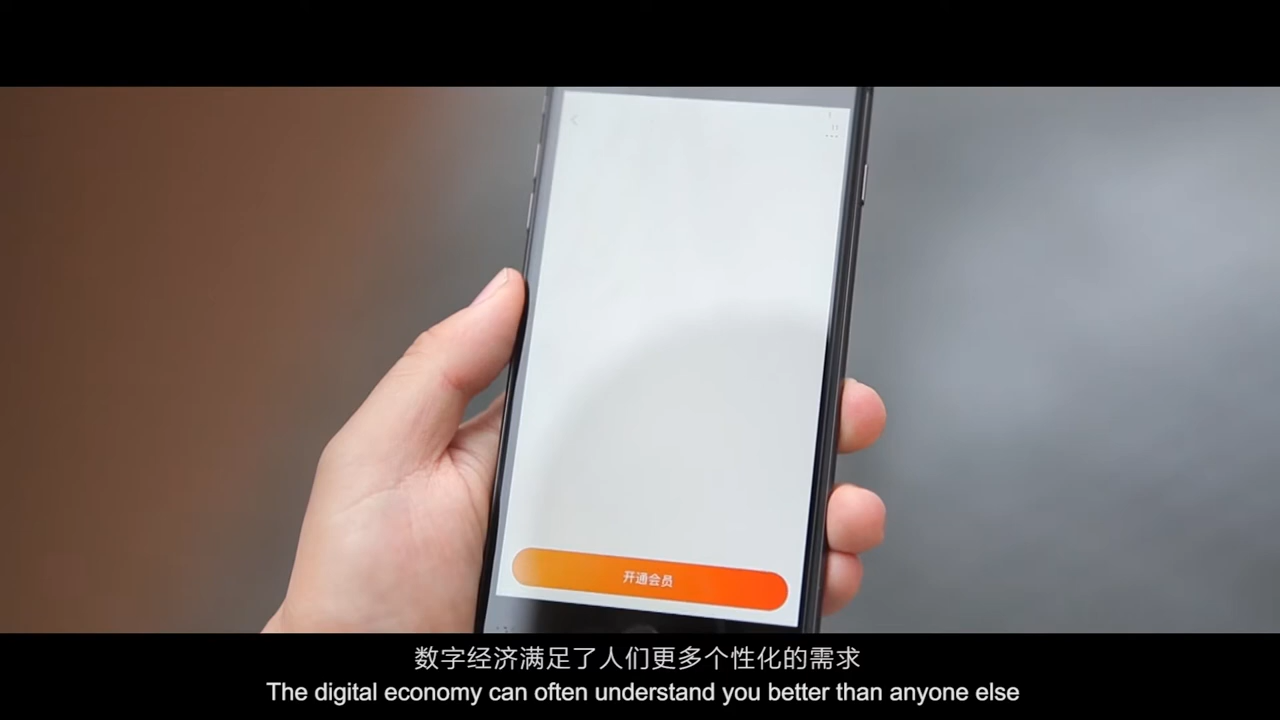 开通会员
数字经济满足了人们更多个性化的需求
The digital economy can often understand you better than anyone else